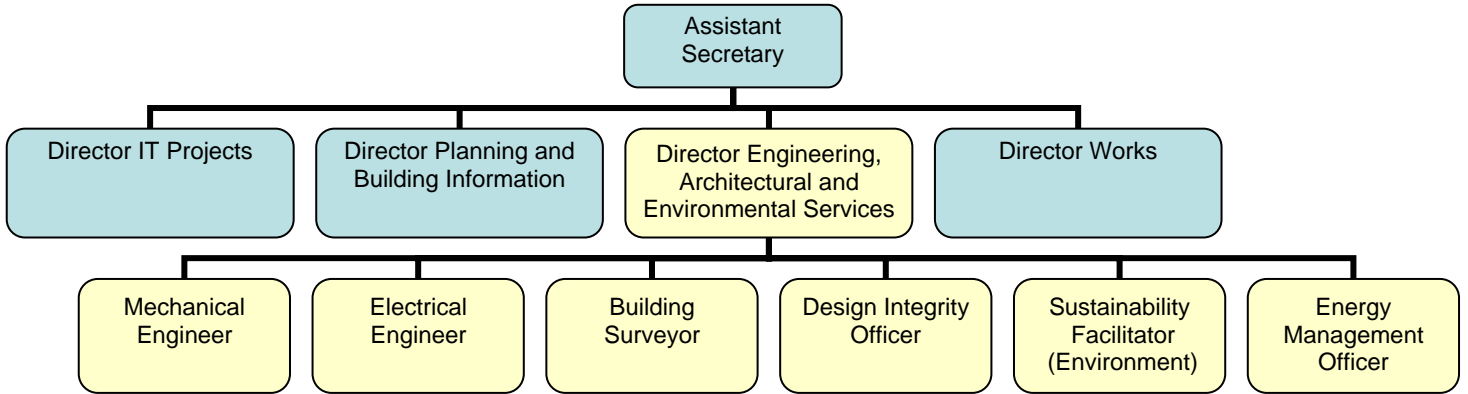 Assistant
Secretary
Director IT Projects
Director Planning and
Building Information
Director Engineering,
Architectural and
Environmental Services
Director Works
Mechanical
Engineer
Electrical
Engineer
Building
Surveyor
Design Integrity
Officer
Sustainability
Facilitator
(Environment)
Energy
Management
Officer